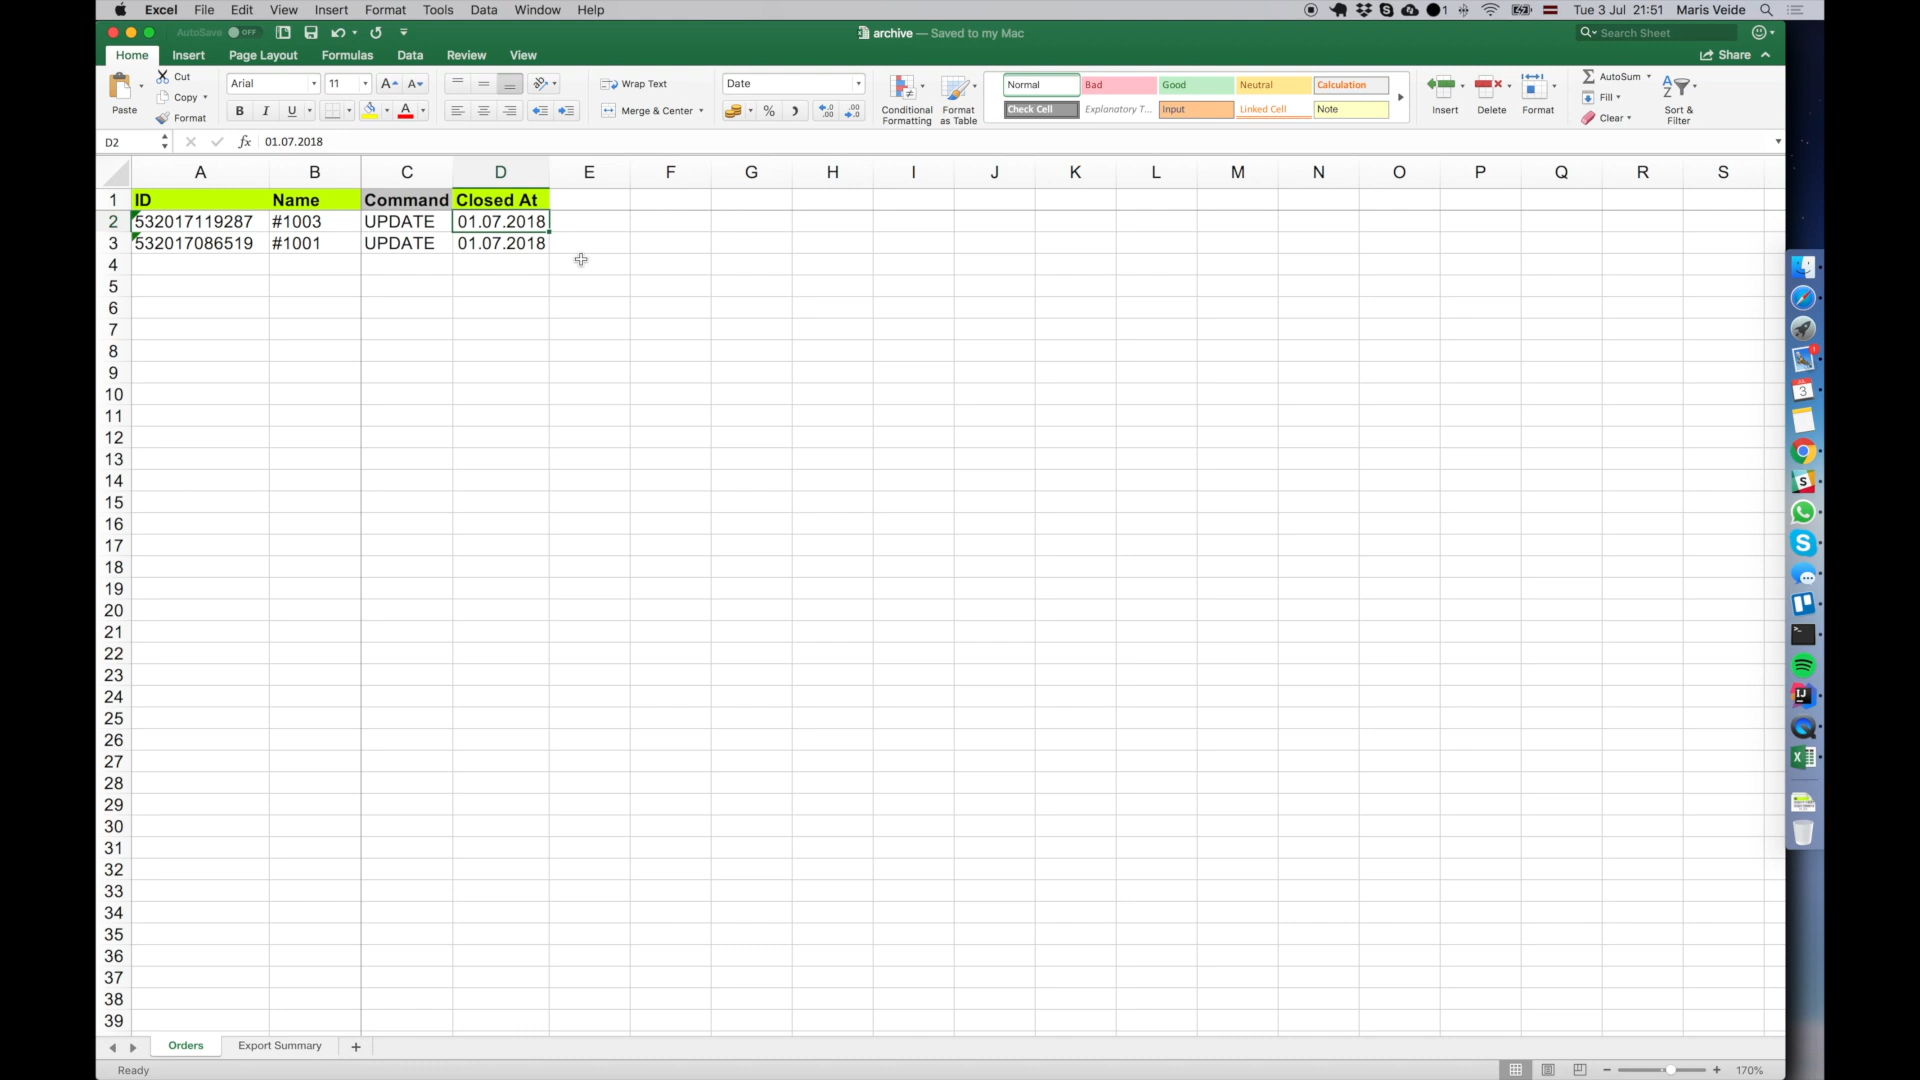 Excel File Edit View Insert Format Tools Data Window Help 1 Tue 3 Jul 21:51 Maris Veide
AutoSave OFF archive — Saved to my Mac Search Sheet
Home Insert Page Layout Formulas Data Review View Share
Paste Cut Copy Format
Arial 11 A A
B I U A
Wrap Text
Merge & Center
Date
%
Conditional Formatting
Format as Table
Normal Bad Good Neutral Calculation
Check Cell Explanatory T... Input Linked Cell Note
Insert Delete Format
AutoSum
Fill
Clear
Sort & Filter
D2 fx 01.07.2018
A B C D E F G H I J K L M N O P Q R S
1 ID Name Command Closed At
2 532017119287 #1003 UPDATE 01.07.2018
3 532017086519 #1001 UPDATE 01.07.2018
4
5
6
7
8
9
10
11
12
13
14
15
16
17
18
19
20
21
22
23
24
25
26
27
28
29
30
31
32
33
34
35
36
37
38
39
Orders Export Summary +
Ready 170%